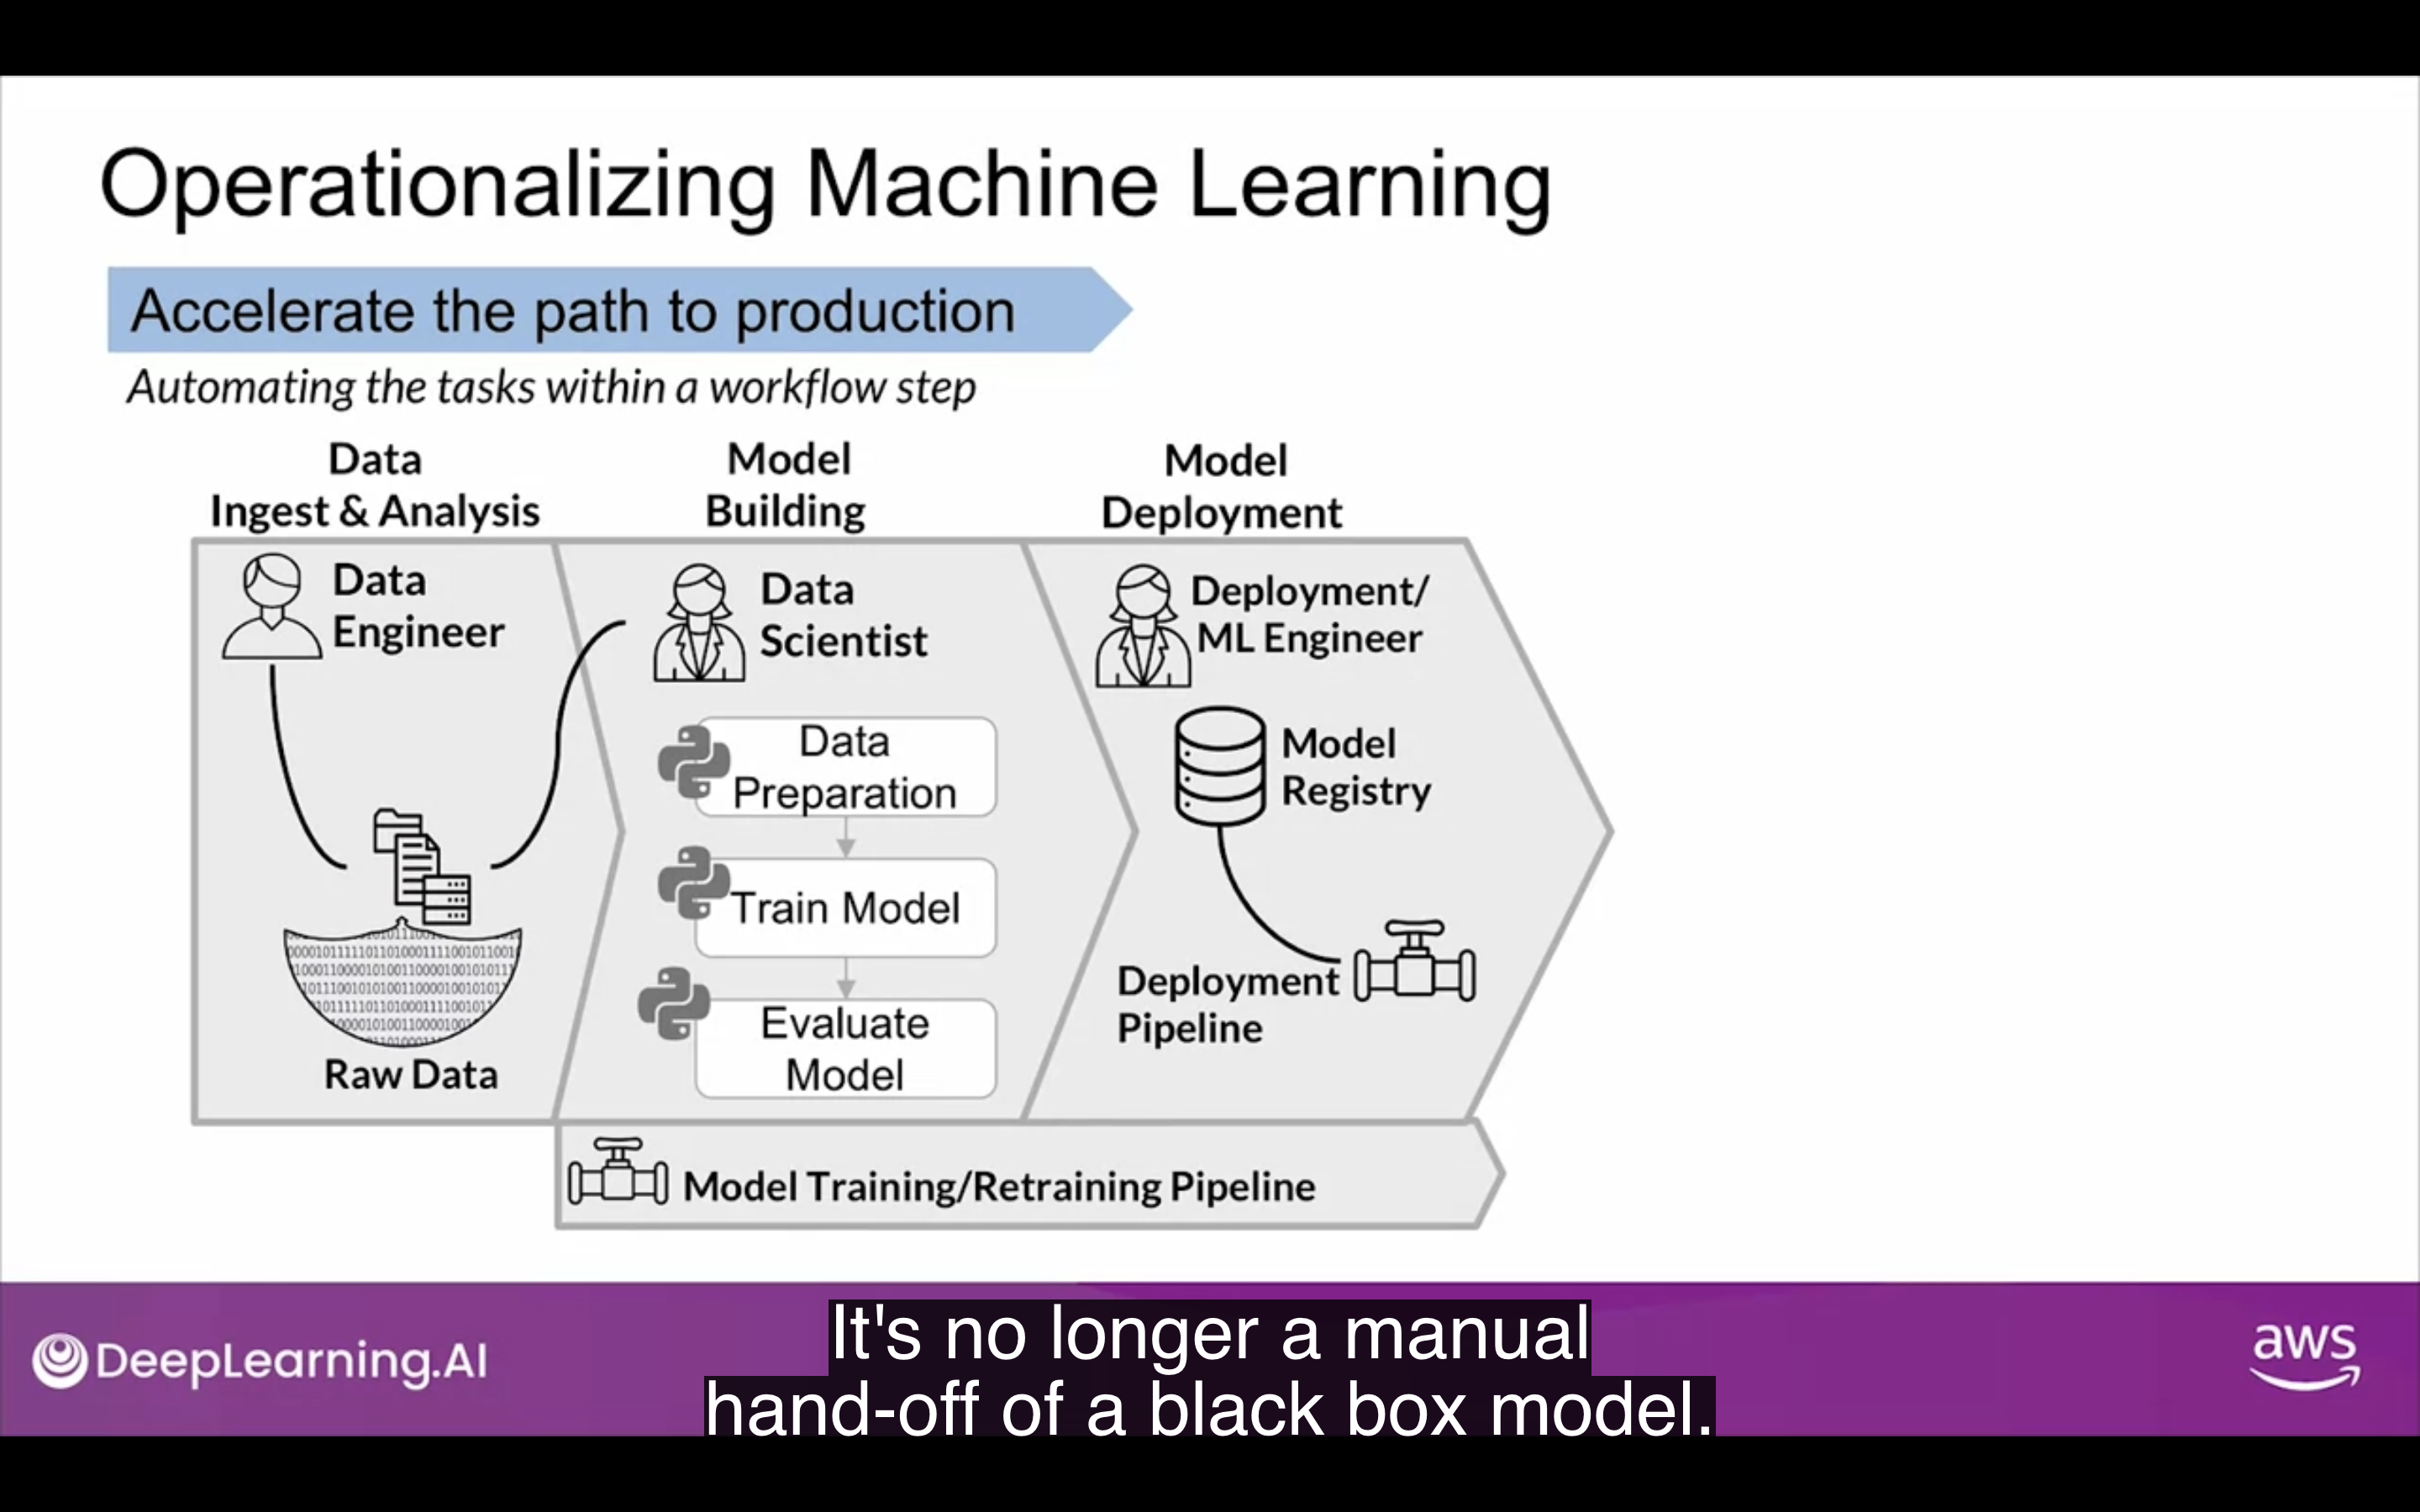 Operationalizing Machine Learning
Accelerate the path to production
Automating the tasks within a workflow step
Data
Ingest & Analysis
Model
Building
Model
Deployment
Data
Engineer
Raw Data
Data
Scientist
Data
Preparation
Train Model
Evaluate
Model
Deployment/
ML Engineer
Model
Registry
Deployment
Pipeline
Model Training/Retraining Pipeline
DeepLearning.AI
It's no longer a manual
hand-off of a black box model.
aws